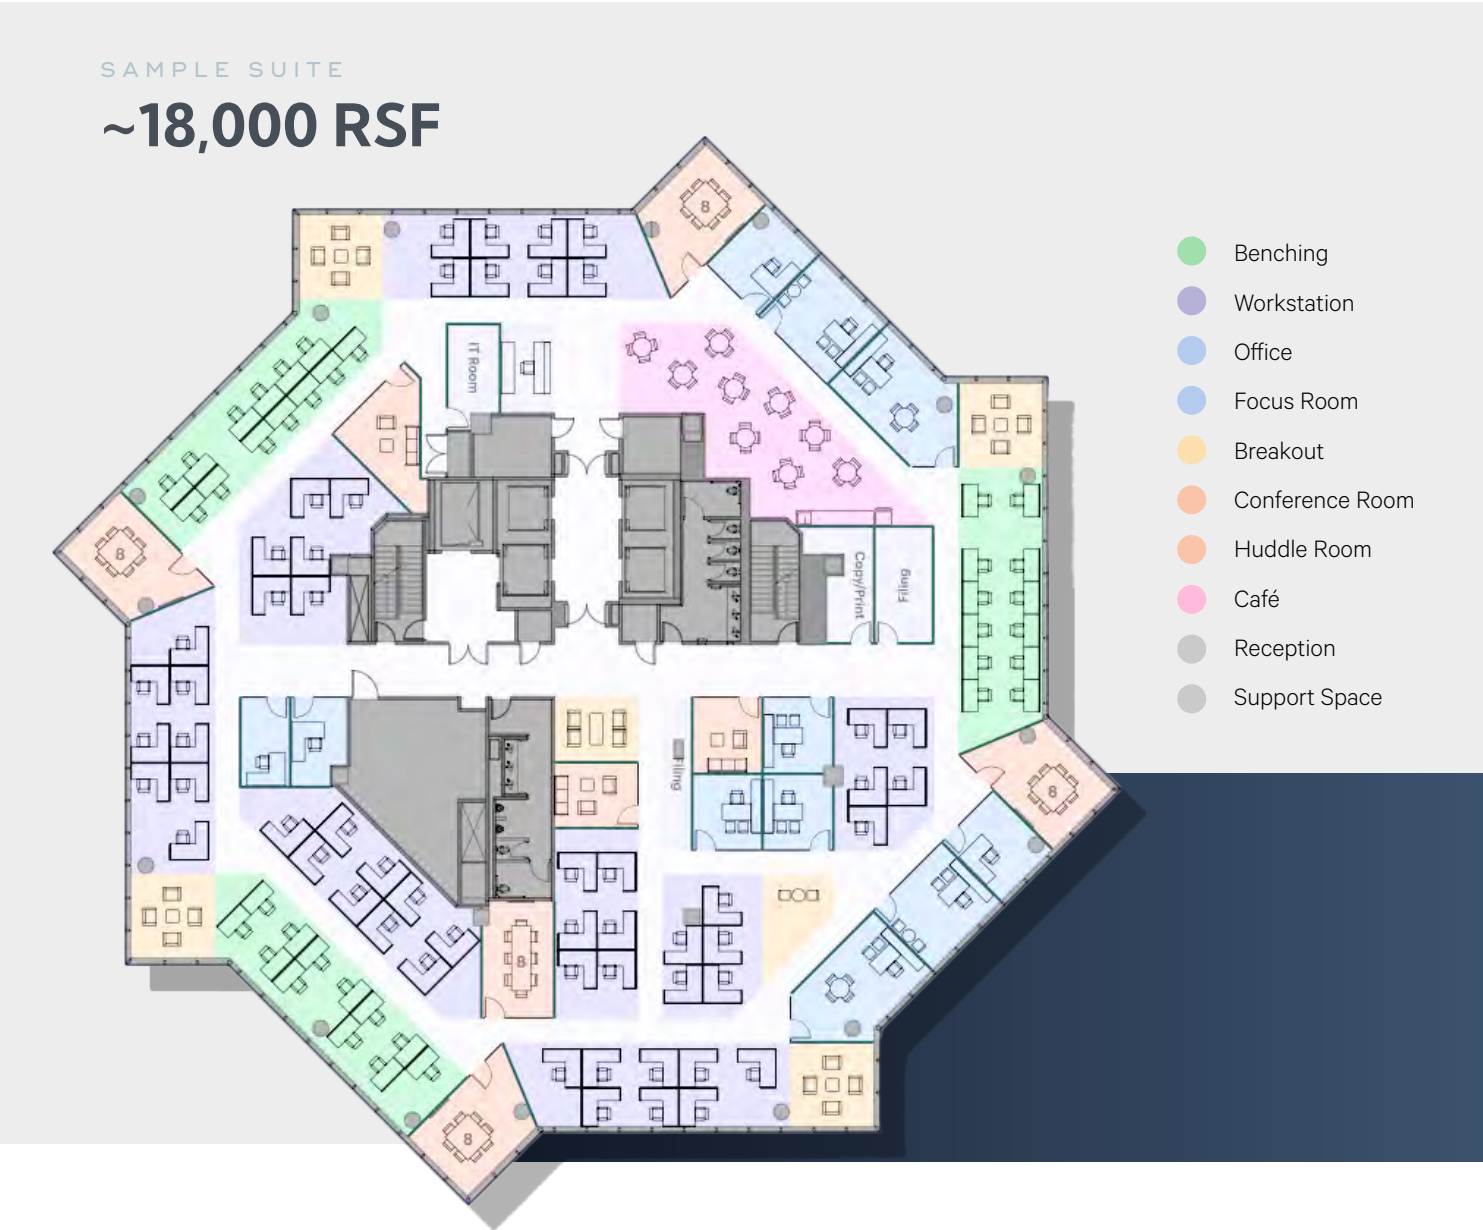 SAMPLE SUITE
~18,000 RSF
8
IT Room
8
Copy/Print
Filing
Filing
8
8
8
Benching
Workstation
Office
Focus Room
Breakout
Conference Room
Huddle Room
Café
Reception
Support Space